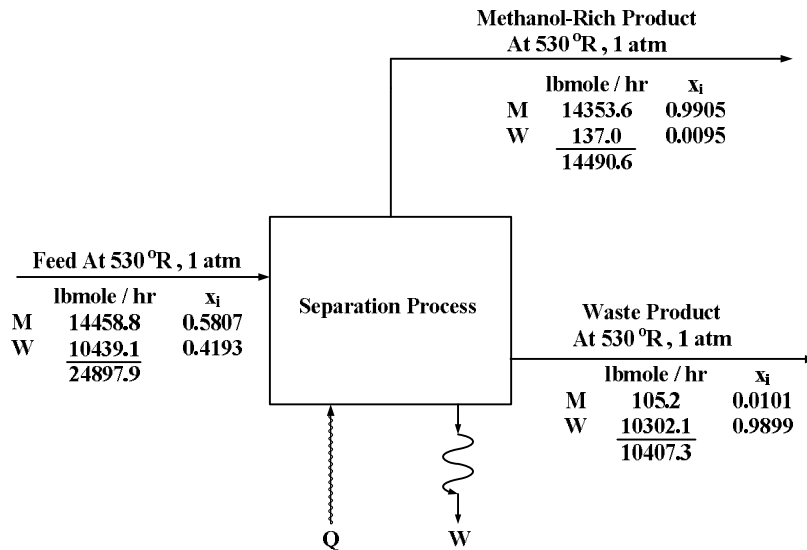 Methanol-Rich Product
At 530 °R , 1 atm
lbmole / hr xi
M 14353.6 0.9905
W 137.0 0.0095
14490.6
Feed At 530 °R , 1 atm
lbmole / hr xi
M 14458.8 0.5807
W 10439.1 0.4193
24897.9
Separation Process
Waste Product
At 530 °R , 1 atm
lbmole / hr xi
M 105.2 0.0101
W 10302.1 0.9899
10407.3
Q W